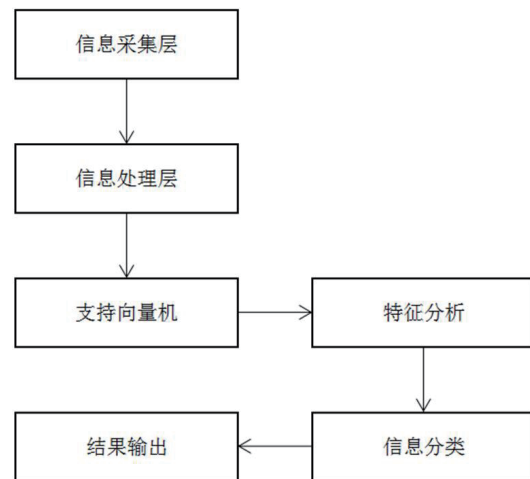 信息采集层
信息处理层
支持向量机
特征分析
信息分类
结果输出